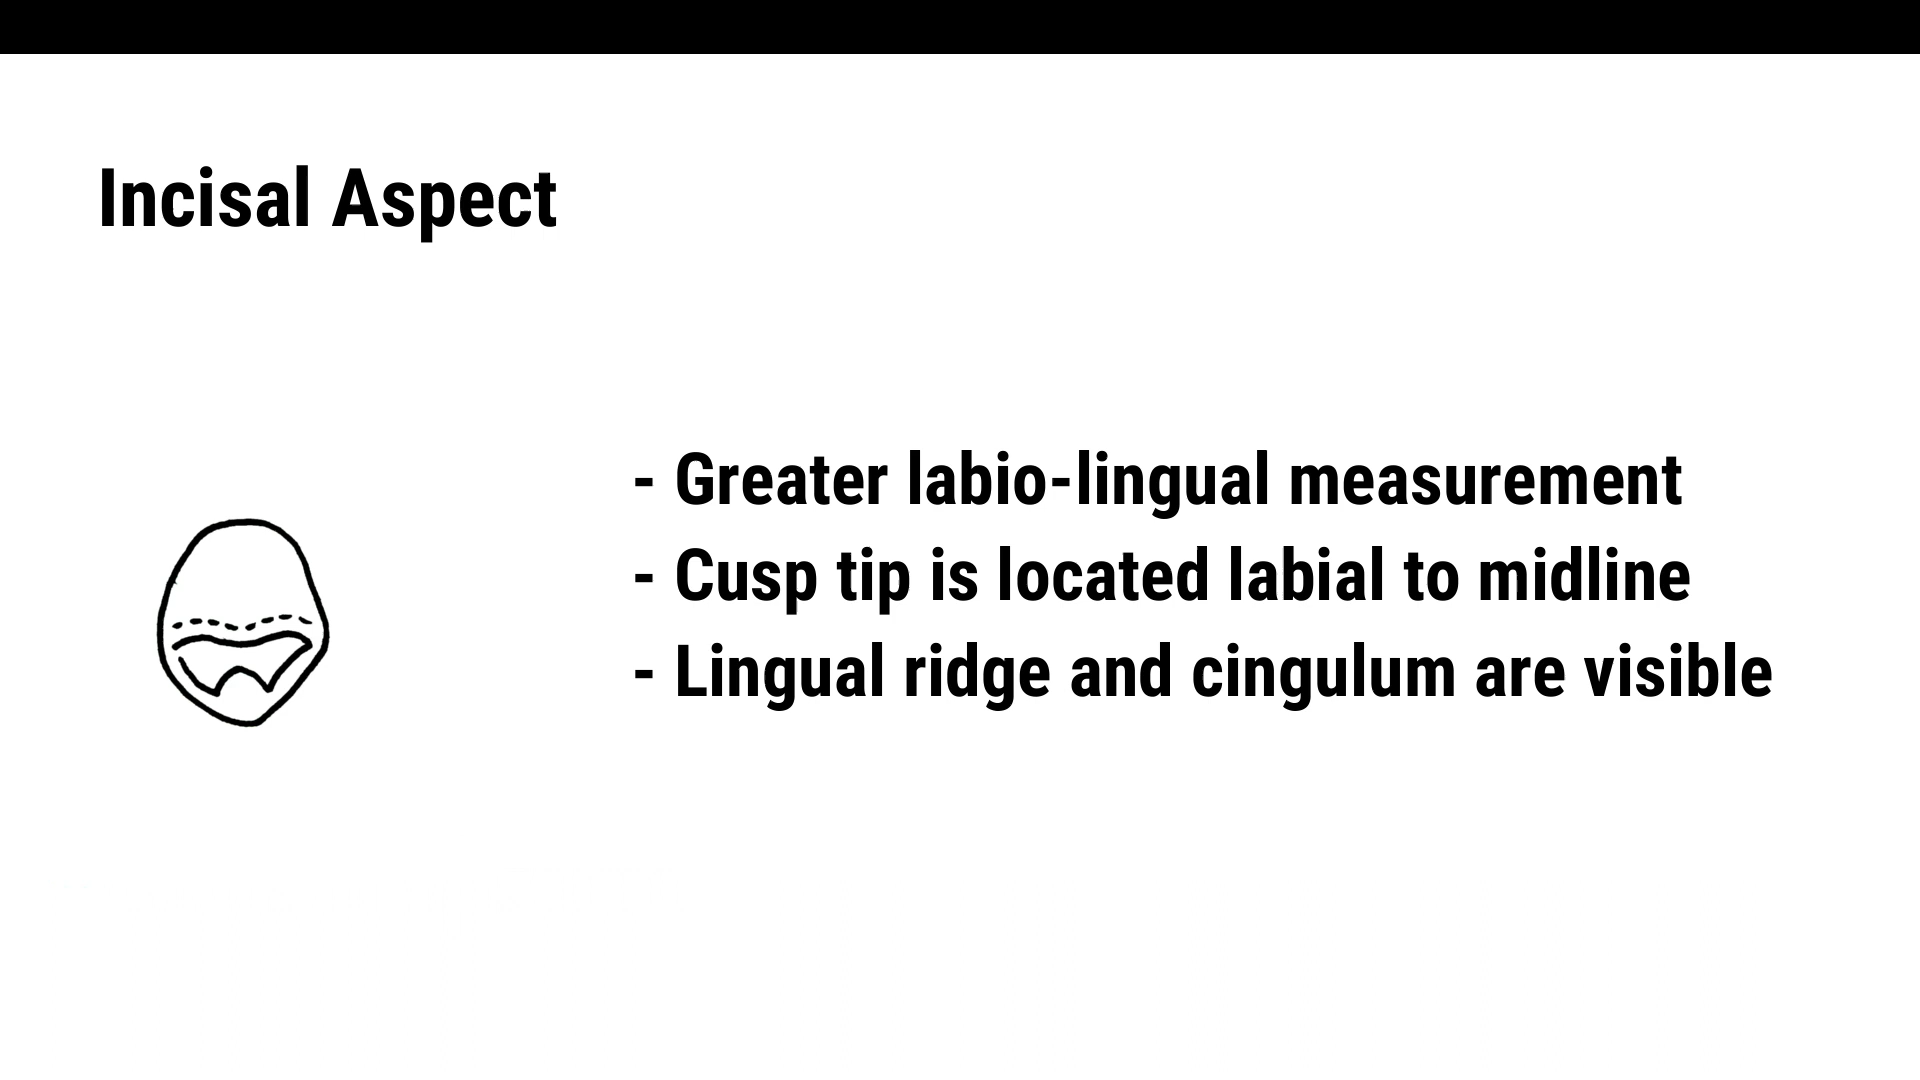 Incisal Aspect
- Greater labio-lingual measurement
- Cusp tip is located labial to midline
- Lingual ridge and cingulum are visible